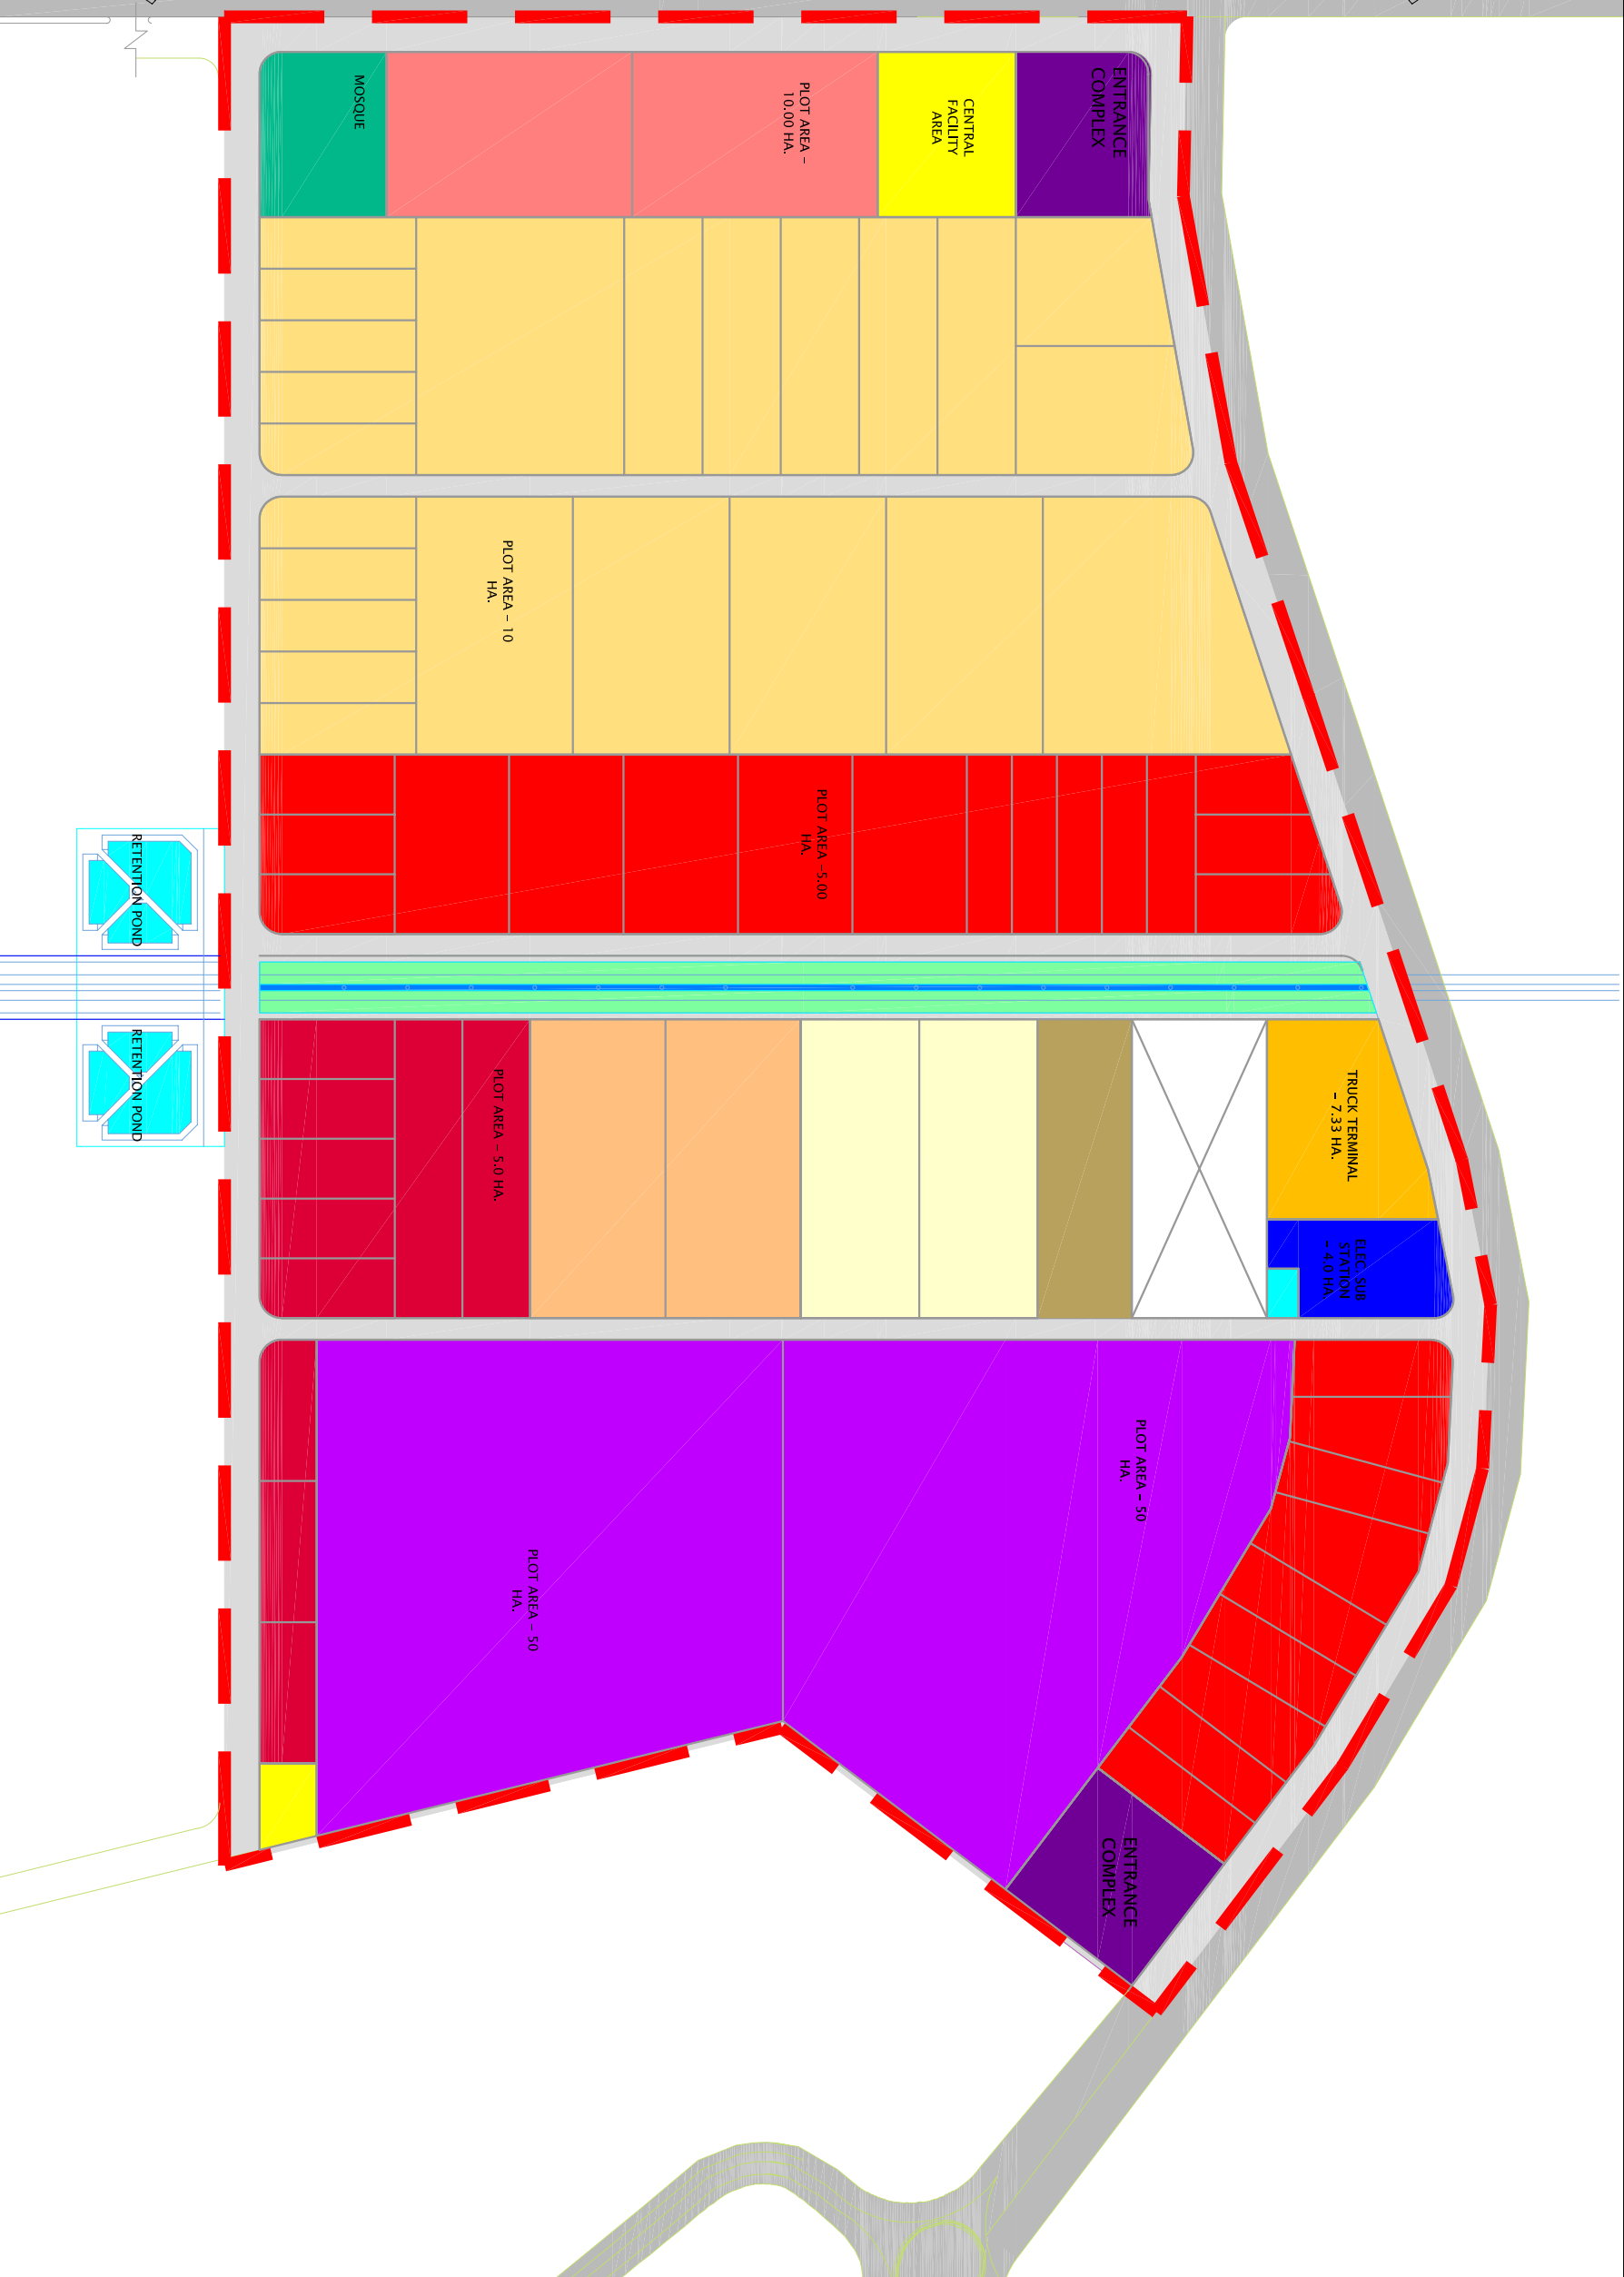 MOSQUE
PLOT AREA –
10.00 HA.
CENTRAL
FACILITY
AREA
ENTRANCE
COMPLEX
PLOT AREA – 10
HA.
PLOT AREA –5.00
HA.
RETENTION POND
RETENTION POND
PLOT AREA – 5.0 HA.
TRUCK TERMINAL
– 7.33 HA.
ELEC. SUB
STATION
– 4.0 HA
PLOT AREA – 50
HA.
PLOT AREA – 50
HA.
ENTRANCE
COMPLEX